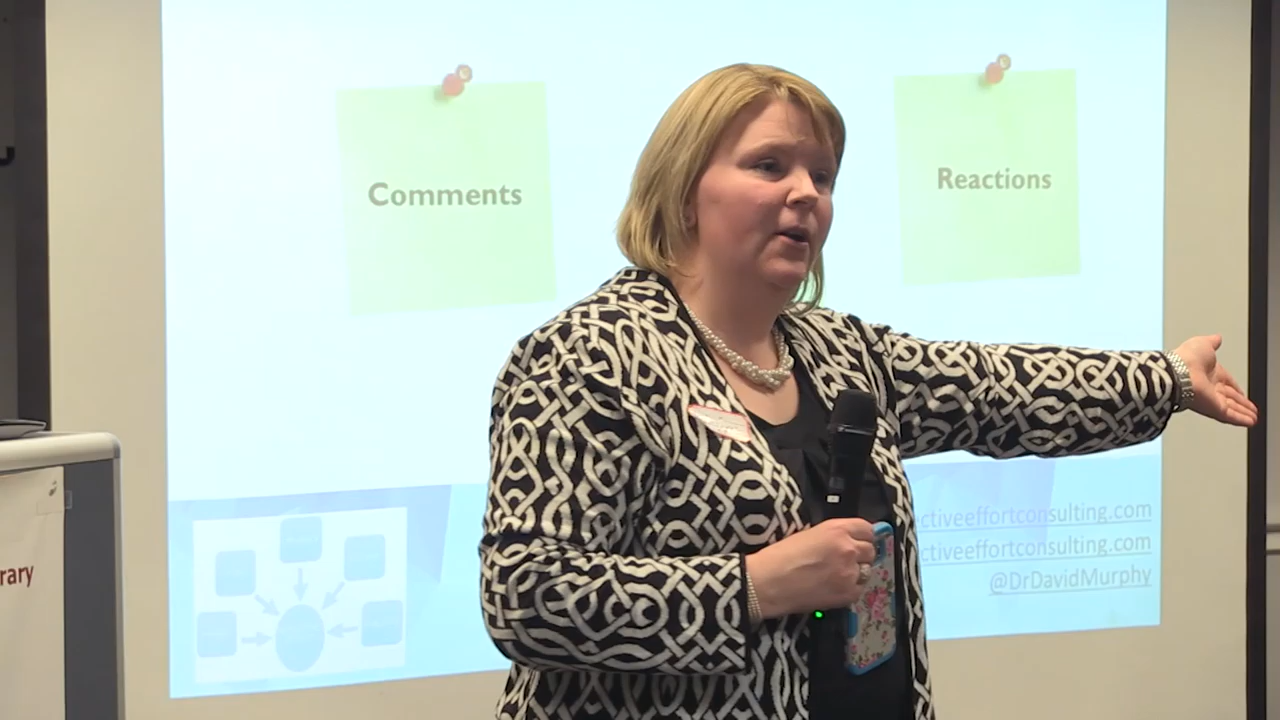 Comments
Reactions
ctiveeffortconsulting.com
ctiveeffortconsulting.com
@DrDavidMurphy
rary